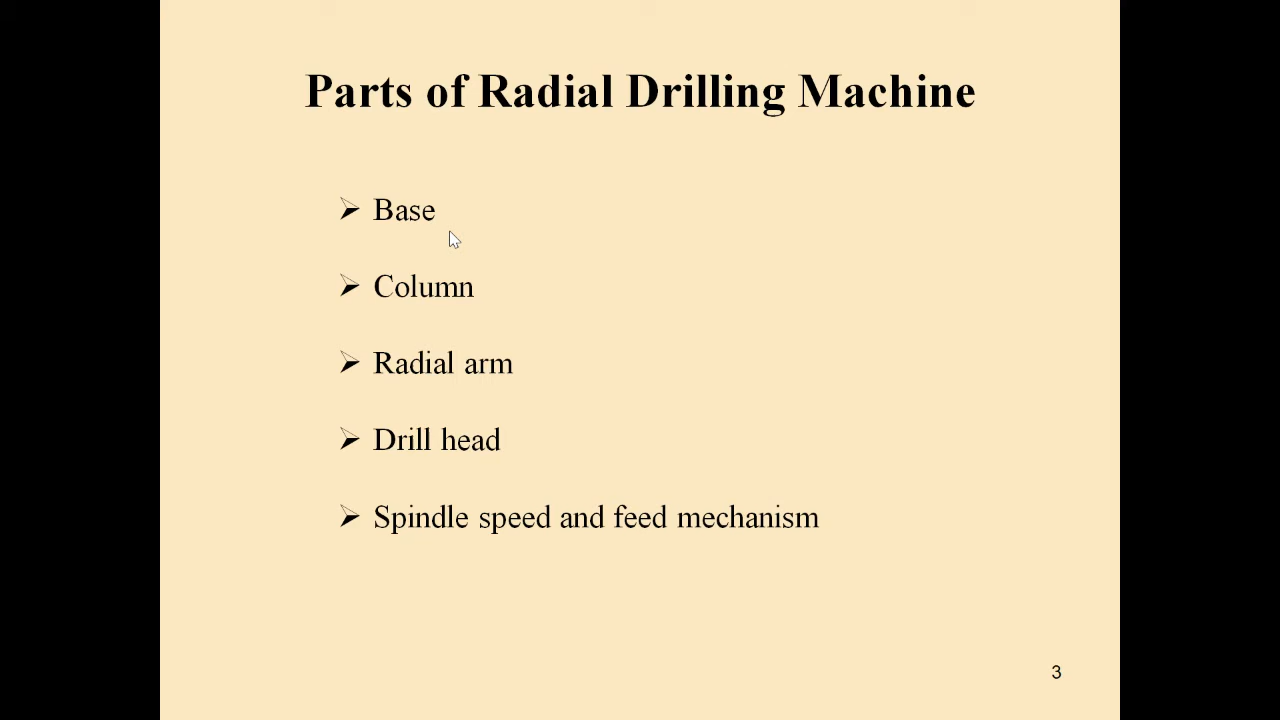 Parts of Radial Drilling Machine
➢ Base
➢ Column
➢ Radial arm
➢ Drill head
➢ Spindle speed and feed mechanism
3